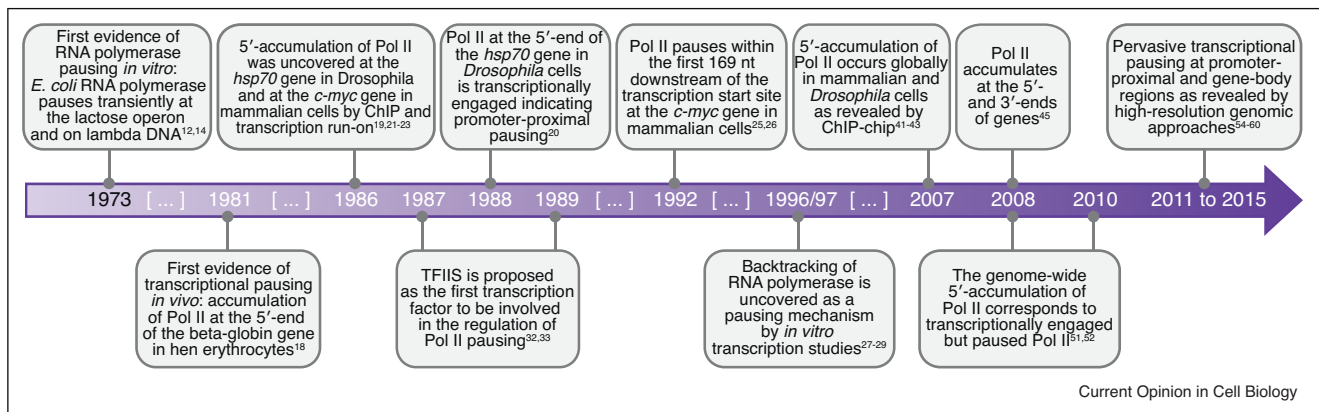 First evidence of
RNA polymerase
pausing in vitro:
E. coli RNA polymerase
pauses transiently at
the lactose operon
and on lambda DNA12,14
5′-accumulation of Pol II
was uncovered at the
hsp70 gene in Drosophila
and at the c-myc gene in
mammalian cells by ChIP and
transcription run-on19,21-23
Pol II at the 5′-end of
the hsp70 gene in
Drosophila cells
is transcriptionally
engaged indicating
promoter-proximal
pausing20
Pol II pauses within
the first 169 nt
downstream of the
transcription start site
at the c-myc gene in
mammalian cells25,26
5′-accumulation of
Pol II occurs globally
in mammalian and
Drosophila cells
as revealed by
ChIP-chip41-43
Pol II
accumulates
at the 5′-
and 3′-ends
of genes45
Pervasive transcriptional
pausing at promoter-
proximal and gene-body
regions as revealed by
high-resolution genomic
approaches54-60
1973 [ ... ] 1981 [ ... ] 1986 1987 1988 1989 [ ... ] 1992 [ ... ] 1996/97 [ ... ] 2007 2008 2010 2011 to 2015
First evidence of
transcriptional pausing
in vivo: accumulation
of Pol II at the 5′-end
of the beta-globin gene
in hen erythrocytes18
TFIIS is proposed
as the first transcription
factor to be involved
in the regulation of
Pol II pausing32,33
Backtracking of
RNA polymerase is
uncovered as a
pausing mechanism
by in vitro
transcription studies27-29
The genome-wide
5′-accumulation of
Pol II corresponds to
transcriptionally engaged
but paused Pol II51,52
Current Opinion in Cell Biology